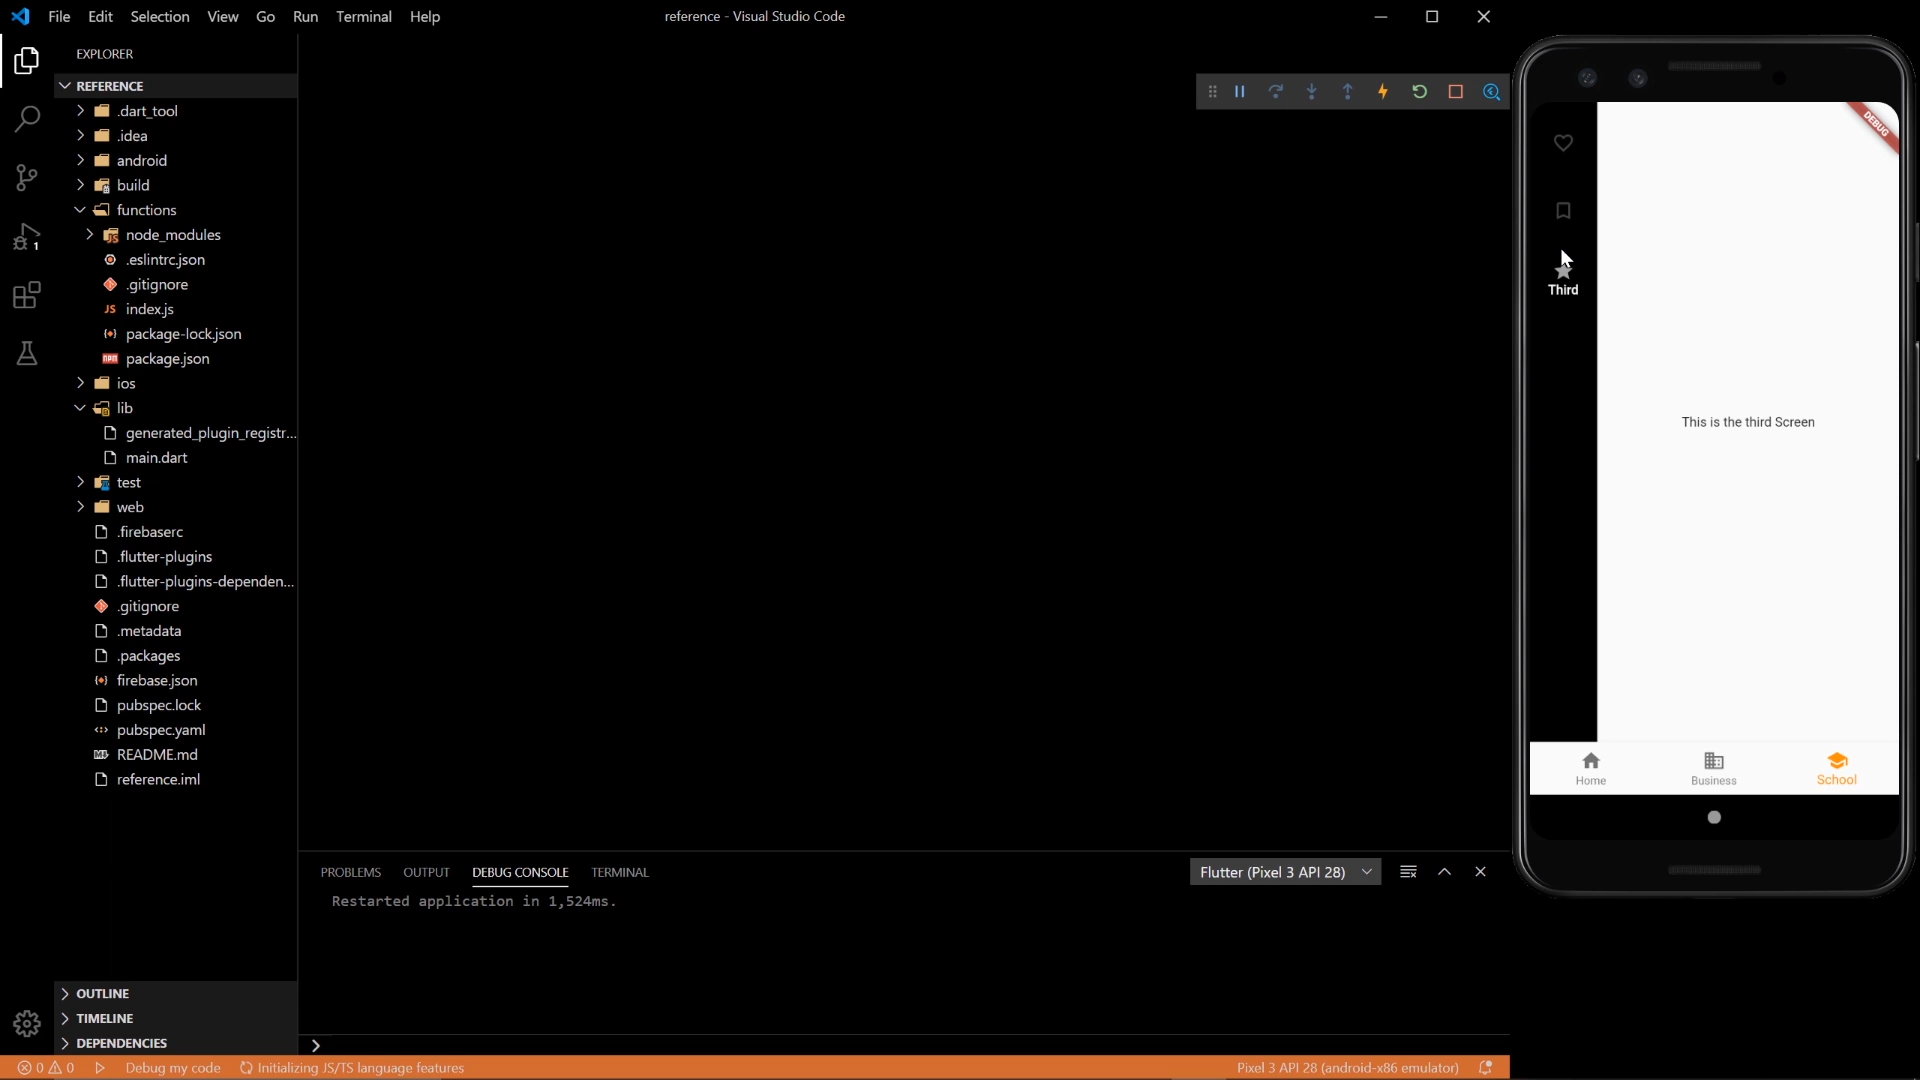 File Edit Selection View Go Run Terminal Help
reference - Visual Studio Code
EXPLORER
REFERENCE
.dart_tool
.idea
android
build
functions
node_modules
.eslintrc.json
.gitignore
index.js
package-lock.json
package.json
ios
lib
generated_plugin_registr...
main.dart
test
web
.firebaserc
.flutter-plugins
.flutter-plugins-dependen...
.gitignore
.metadata
.packages
firebase.json
pubspec.lock
pubspec.yaml
README.md
reference.iml
OUTLINE
TIMELINE
DEPENDENCIES
PROBLEMS OUTPUT DEBUG CONSOLE TERMINAL
Flutter (Pixel 3 API 28)
Restarted application in 1,524ms.
0 0 Debug my code Initializing JS/TS language features
Pixel 3 API 28 (android-x86 emulator)
DEBUG
Third
This is the third Screen
Home Business School